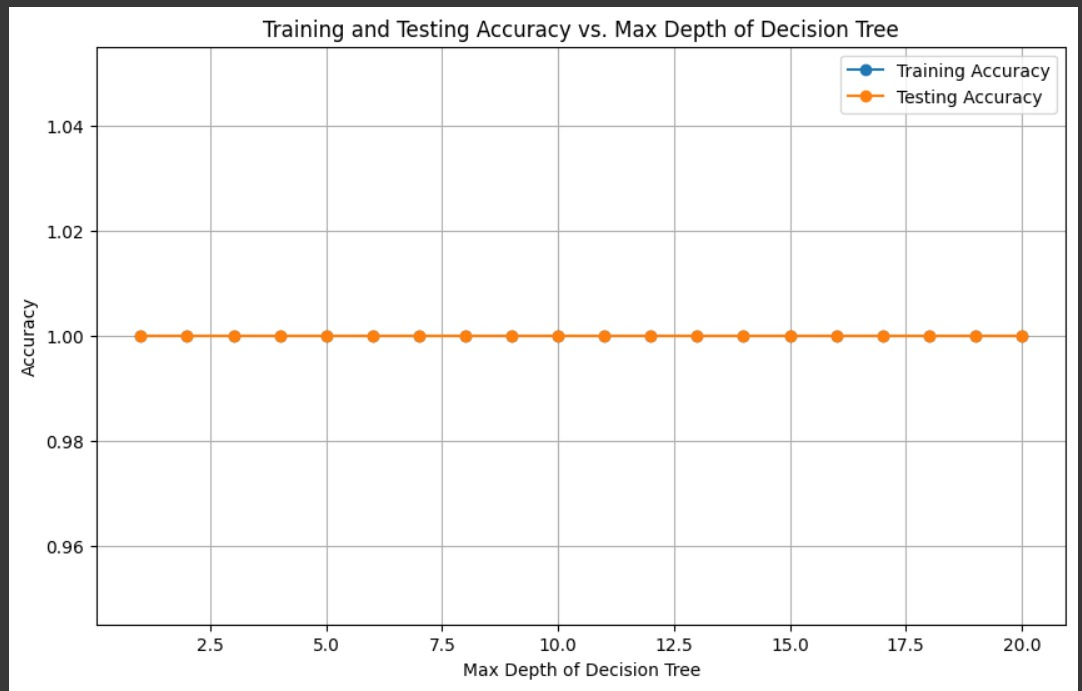 Training and Testing Accuracy vs. Max Depth of Decision Tree
Training Accuracy
Testing Accuracy
1.04
1.02
1.00
0.98
0.96
Accuracy
2.5 5.0 7.5 10.0 12.5 15.0 17.5 20.0
Max Depth of Decision Tree